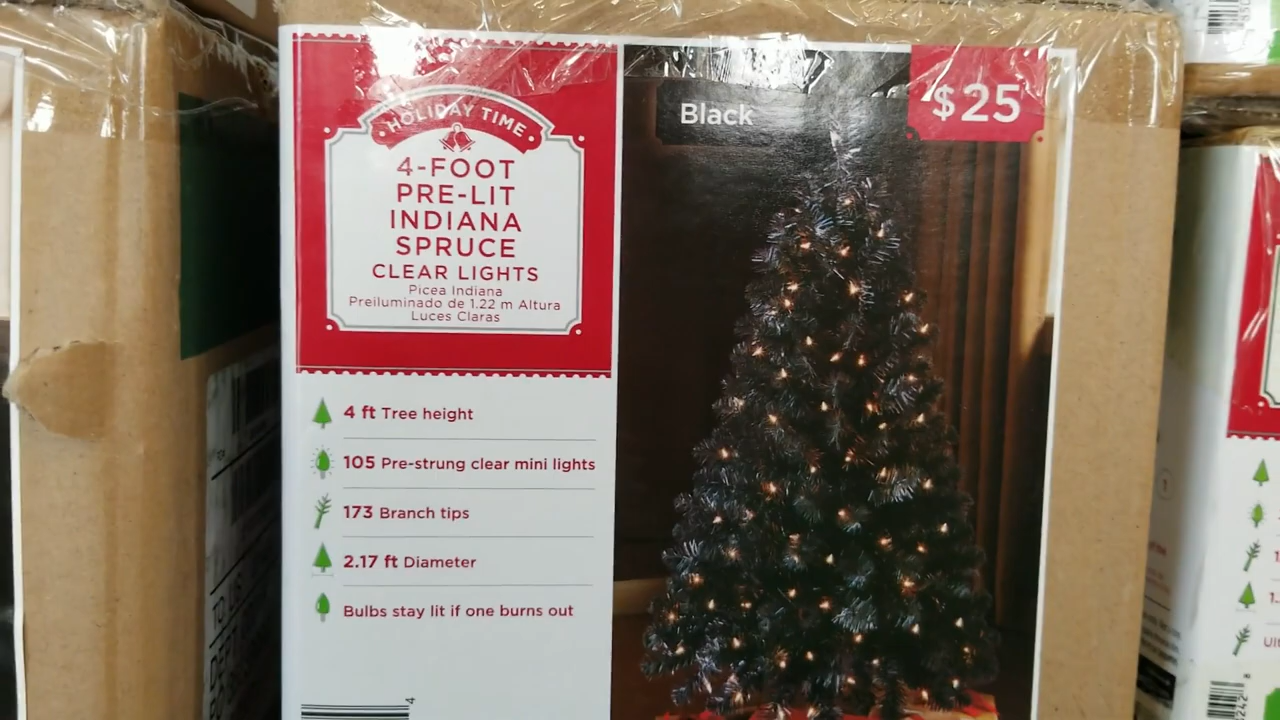 HOLIDAY TIME
4-FOOT
PRE-LIT
INDIANA
SPRUCE
CLEAR LIGHTS
Picea Indiana
Preiluminado de 1,22 m Altura
Luces Claras
4 ft Tree height
105 Pre-strung clear mini lights
173 Branch tips
2.17 ft Diameter
Bulbs stay lit if one burns out
4
Black
$25